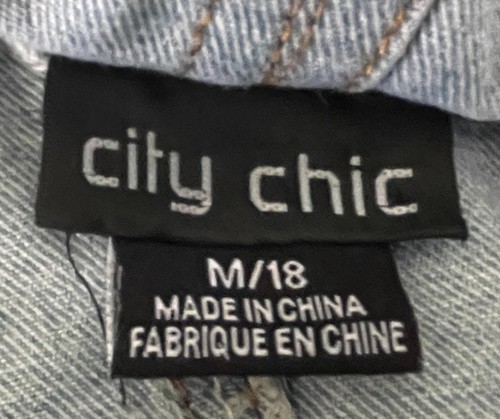 city chic
M/18
MADE IN CHINA
FABRIQUE EN CHINE